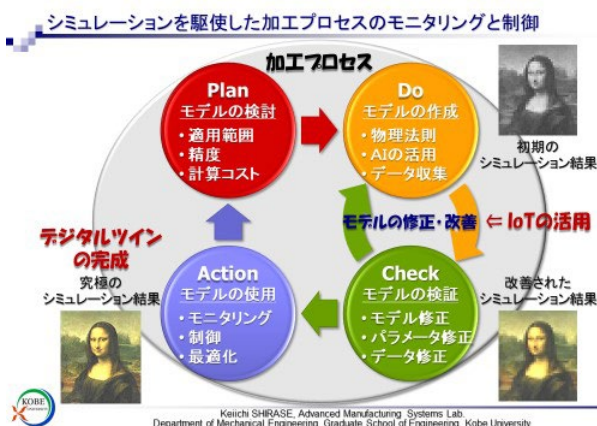 シミュレーションを駆使した加工プロセスのモニタリングと制御
加工プロセス
Plan
モデルの検討
・適用範囲
・精度
・計算コスト
Do
モデルの作成
・物理法則
・AIの活用
・データ収集
初期の
シミュレーション結果
モデルの修正・改善 ⇐ IoTの活用
デジタルツイン
の完成
究極の
シミュレーション結果
Action
モデルの使用
・モニタリング
・制御
・最適化
Check
モデルの検証
・モデル修正
・パラメータ修正
・データ修正
改善された
シミュレーション結果
KOBE
UNIVERSITY
Keiichi SHIRASE, Advanced Manufacturing Systems Lab.
Department of Mechanical Engineering, Graduate School of Engineering, Kobe University